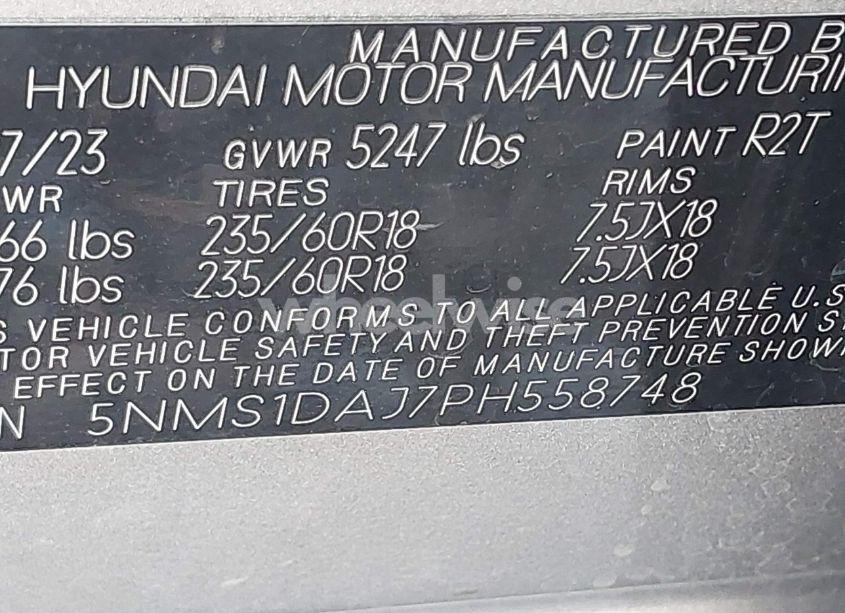 MANUFACTURED B
HYUNDAI MOTOR MANUFACTURIN
7/23 GVWR 5247 lbs PAINT R2T
WR TIRES RIMS
66 lbs 235/60R18 7.5JX18
76 lbs 235/60R18 7.5JX18
wheelwise
S VEHICLE CONFORMS TO ALL APPLICABLE U.S
TOR VEHICLE SAFETY AND THEFT PREVENTION S
EFFECT ON THE DATE OF MANUFACTURE SHOW
N 5NMS1DAJ7PH558748